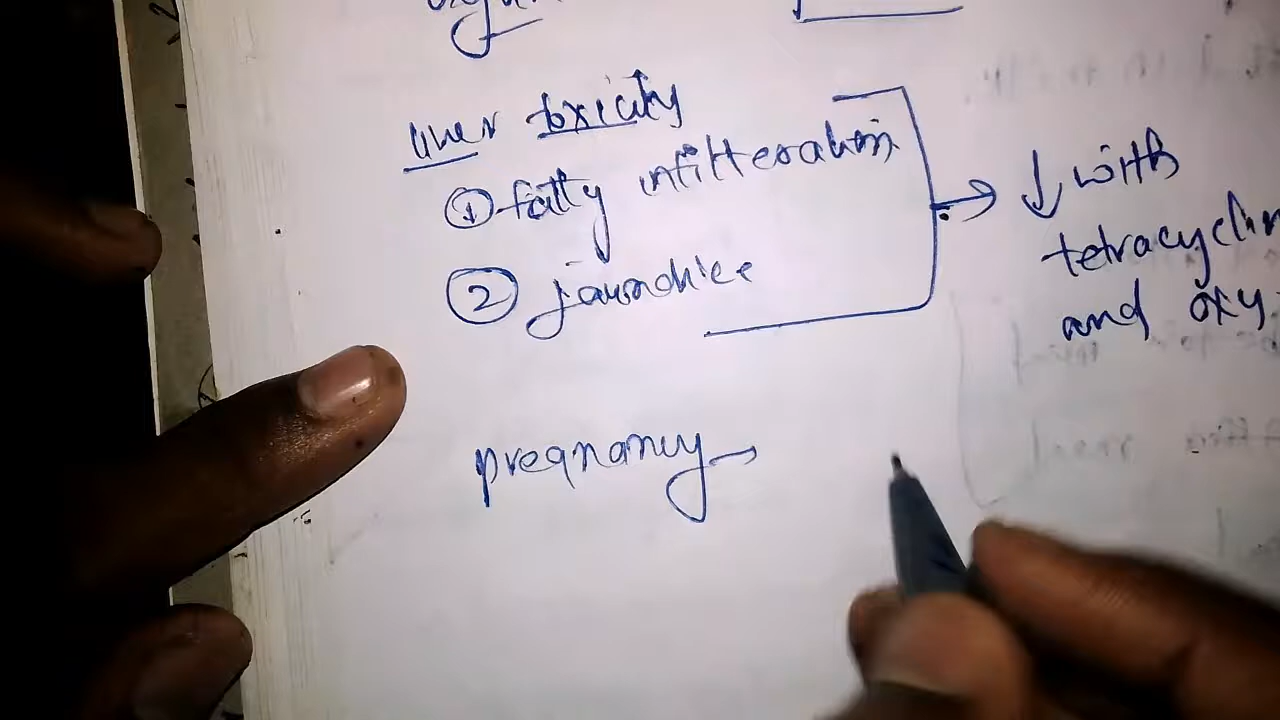 liver toxicity
① fatty infilteration
② jaundice
↓ with
tetracyclin
and oxy-
pregnancy →